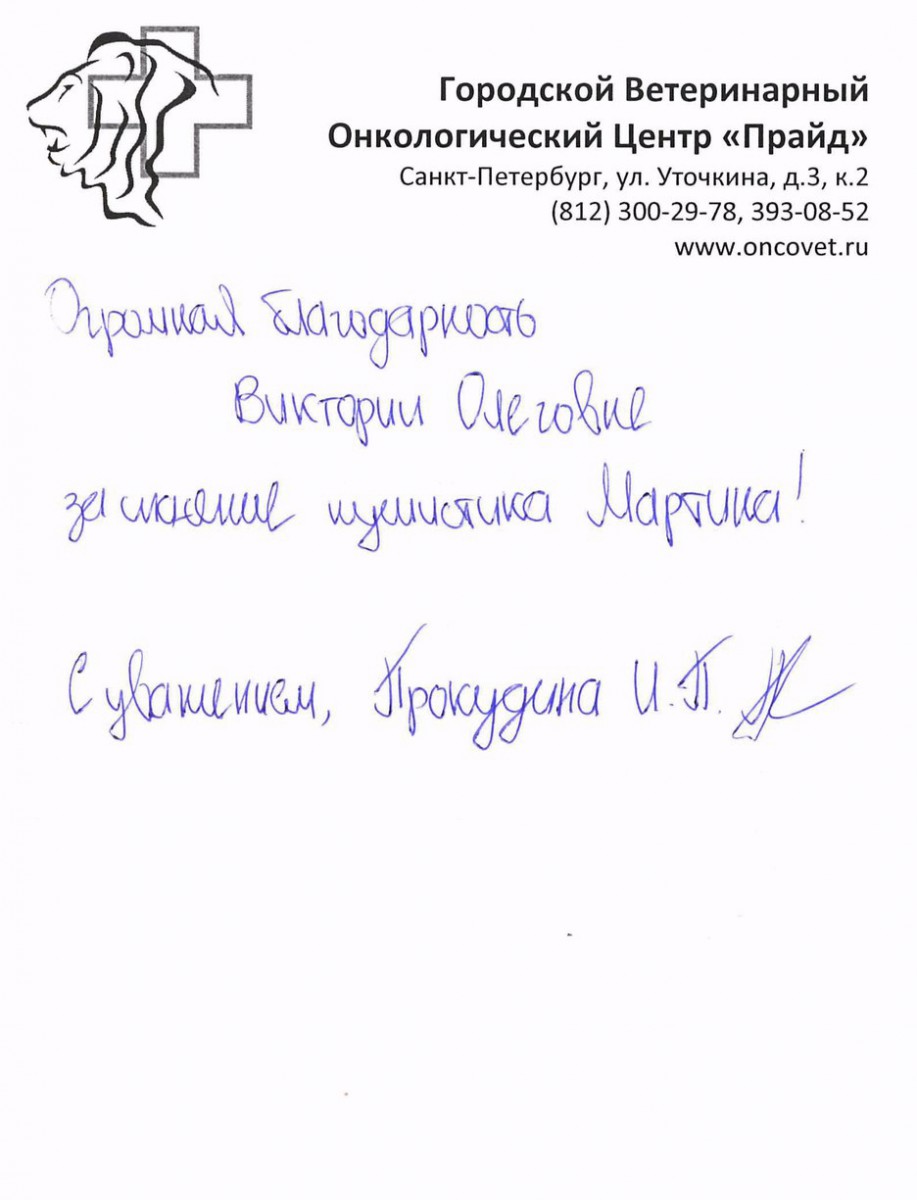 Городской Ветеринарный
Онкологический Центр «Прайд»
Санкт-Петербург, ул. Уточкина, д.3, к.2
(812) 300-29-78, 393-08-52
www.oncovet.ru
Огромная благодарность
Виктории Олеговне
за пушистика Мартина!
С уважением, Прокудина И.П.